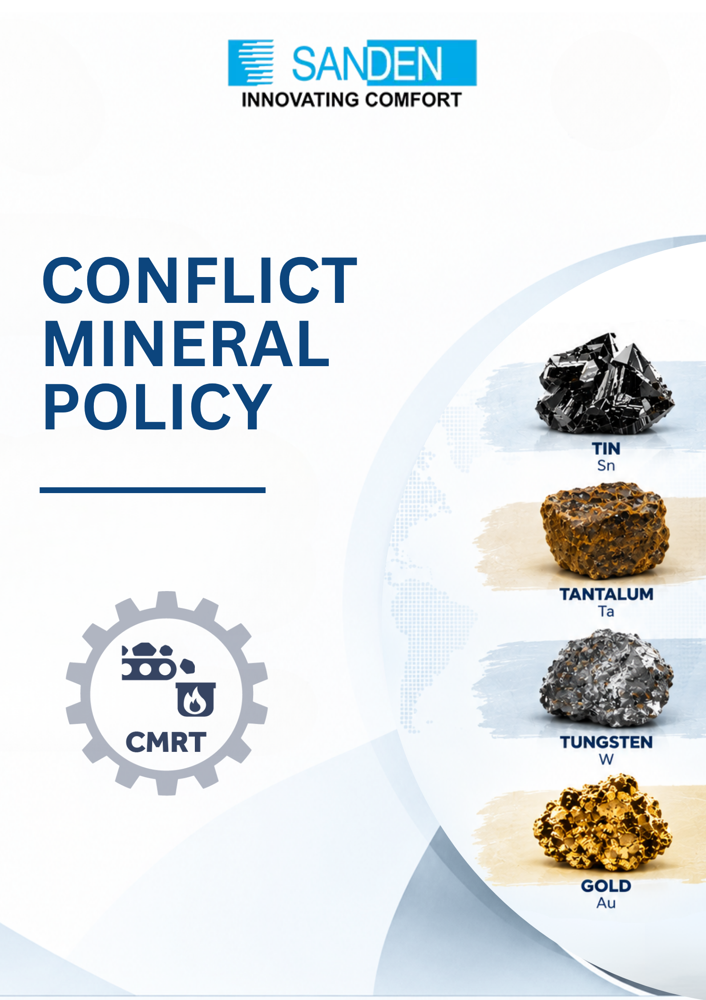 SANDEN
INNOVATING COMFORT
CONFLICT
MINERAL
POLICY
TIN
Sn
TANTALUM
Ta
CMRT
TUNGSTEN
W
GOLD
Au